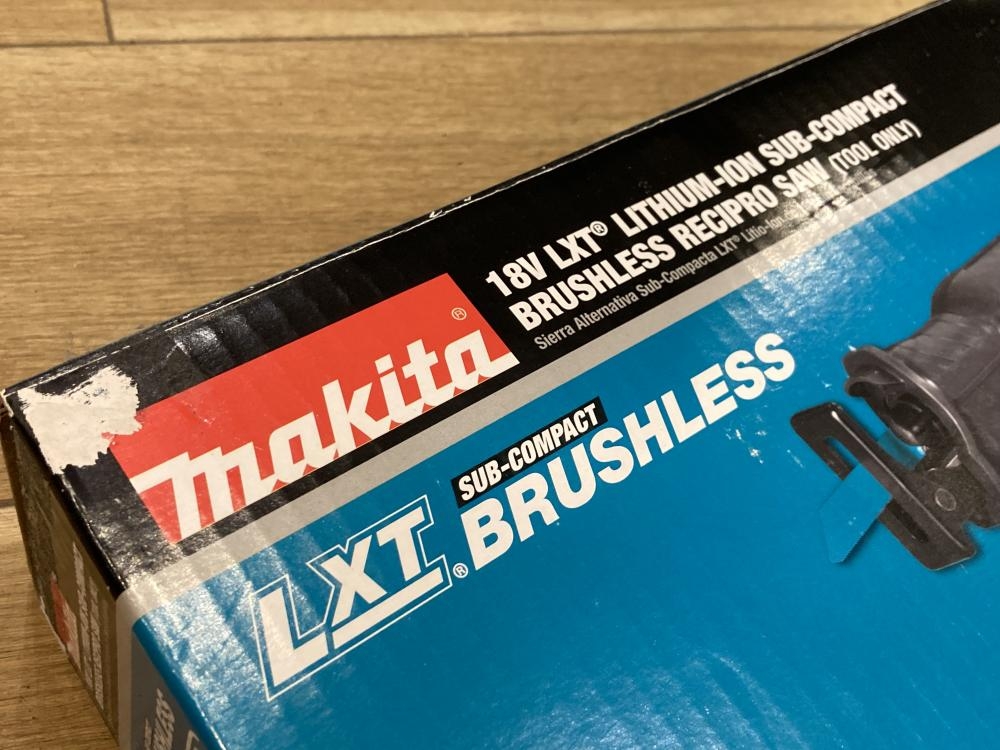 18V LXT® LITHIUM-ION SUB-COMPACT
BRUSHLESS RECIPRO SAW (TOOL ONLY)
Sierra Alternativa Sub-Compacta LXT® Litio-Ion
makita®
SUB-COMPACT
LXT® BRUSHLESS